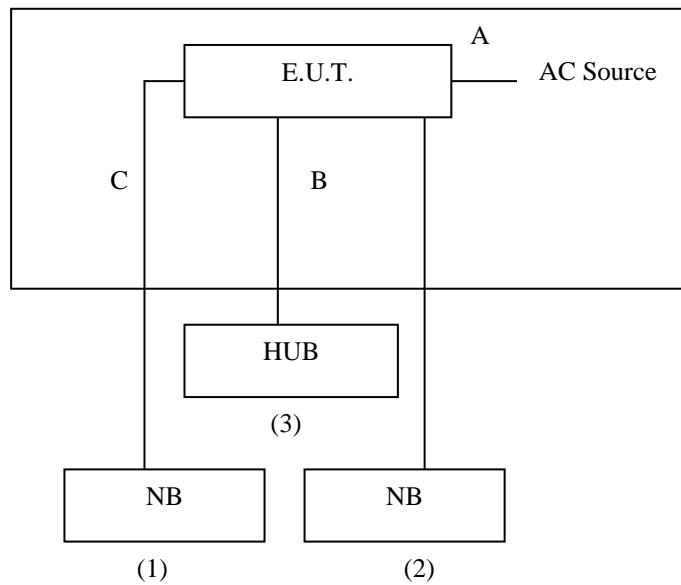 A
E.U.T.
AC Source
C
B
HUB
(3)
NB
NB
(1)
(2)